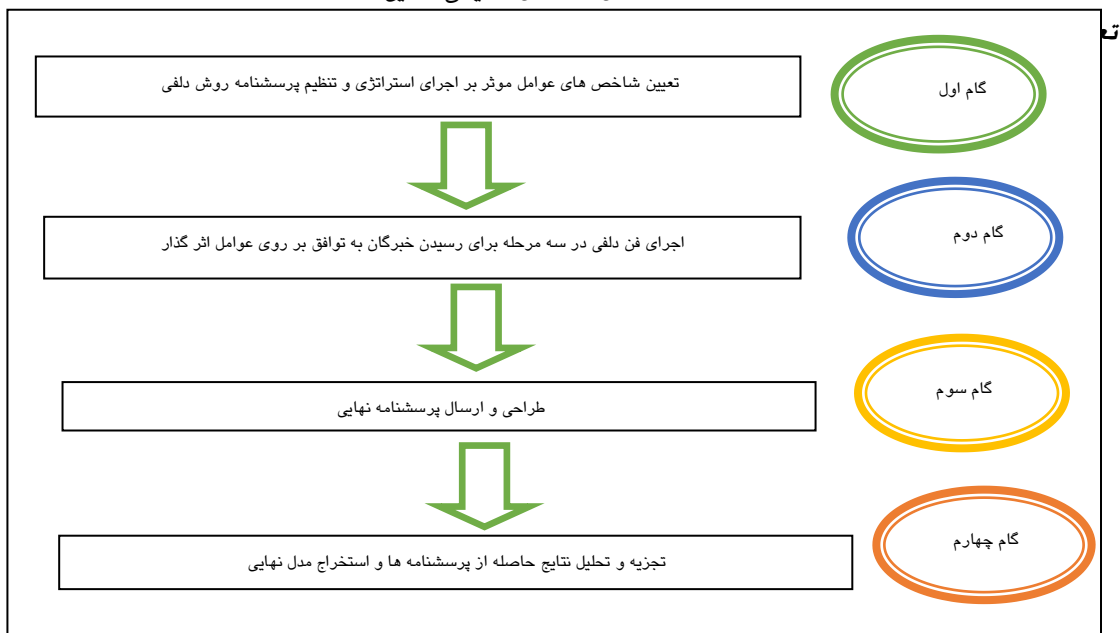 گام اول
تعیین شاخص های عوامل موثر بر اجرای استراتژی و تنظیم پرسشنامه روش دلفی
گام دوم
اجرای فن دلفی در سه مرحله برای رسیدن خبرگان به توافق بر روی عوامل اثر گذار
گام سوم
طراحی و ارسال پرسشنامه نهایی
گام چهارم
تجزیه و تحلیل نتایج حاصله از پرسشنامه ها و استخراج مدل نهایی